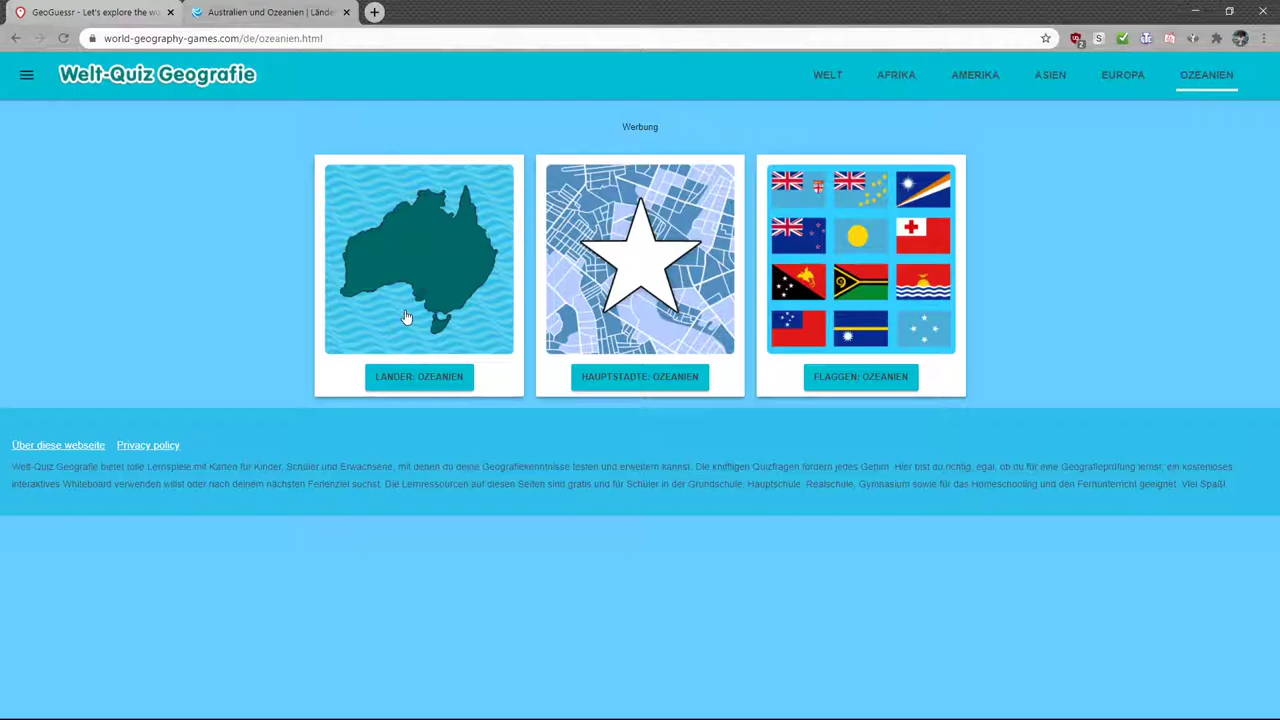 GeoGuessr - Let's explore the wo
Australien und Ozeanien | Lände
world-geography-games.com/de/ozeanien.html
Welt-Quiz Geografie
WELT AFRIKA AMERIKA ASIEN EUROPA OZEANIEN
Werbung
LÄNDER: OZEANIEN
HAUPTSTÄDTE: OZEANIEN
FLAGGEN: OZEANIEN
Über diese webseite Privacy policy
Welt-Quiz Geografie bietet tolle Lernspiele mit Karten für Kinder, Schüler und Erwachsene, mit denen du deine Geografiekenntnisse testen und erweitern kannst. Die kniffligen Quizfragen fordern jedes Gehirn. Hier bist du richtig, egal, ob du für eine Geografieprüfung lernst, ein kostenloses
interaktives Whiteboard verwenden willst oder nach deinem nächsten Ferienziel suchst. Die Lernressourcen auf diesen Seiten sind gratis und für Schüler in der Grundschule, Hauptschule, Realschule, Gymnasium sowie für das Homeschooling und den Fernunterricht geeignet. Viel Spaß!